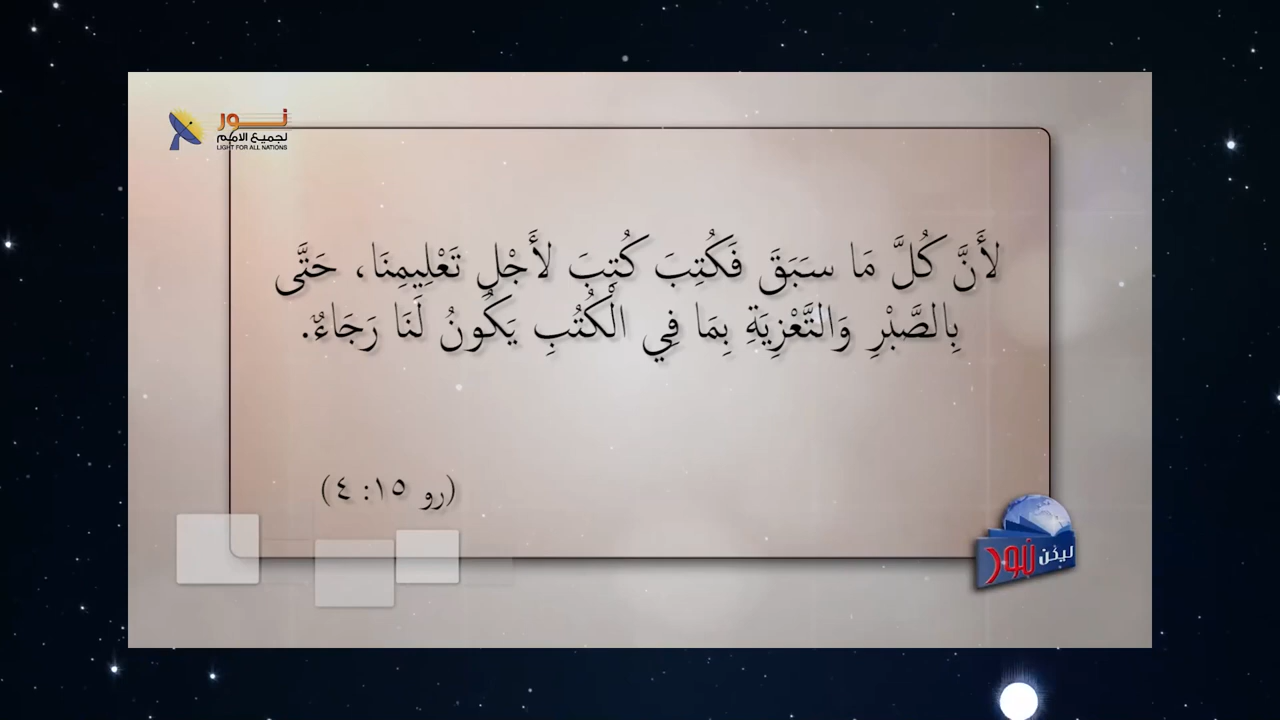 نور
لجميع الامم
LIGHT FOR ALL NATIONS
لأَنَّ كُلَّ مَا سَبَقَ فَكُتِبَ كُتِبَ لأَجْلِ تَعْلِيمِنَا، حَتَّى
بِالصَّبْرِ وَالتَّعْزِيَةِ بِمَا فِي الْكُتُبِ يَكُونُ لَنَا رَجَاءٌ.
(رو ١٥: ٤)
ليكن نور